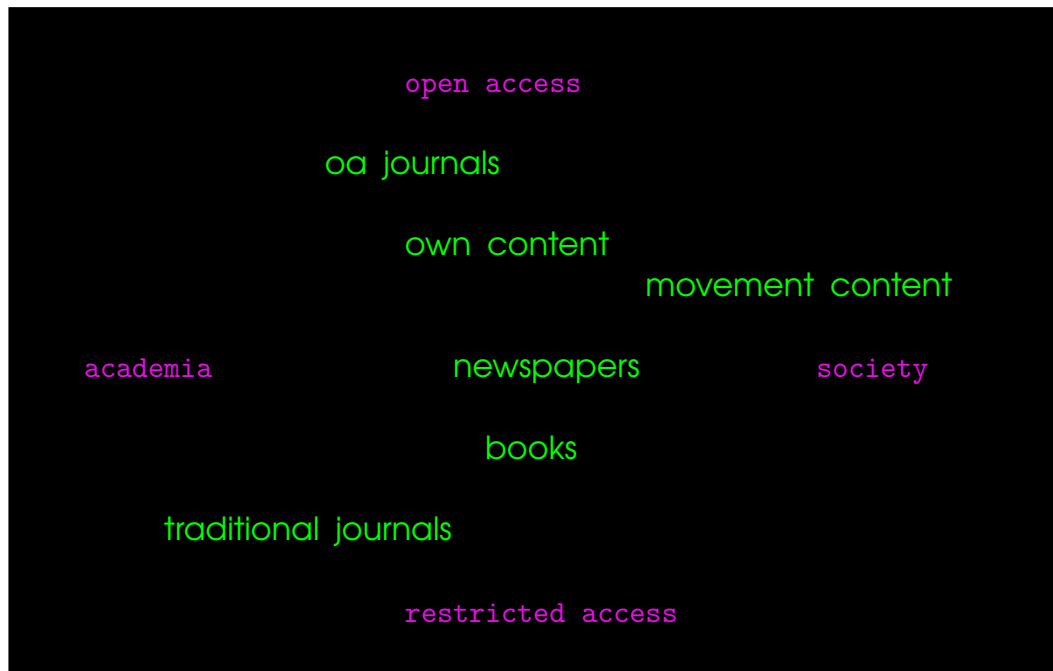 open access
oa journals
own content
movement content
academia newspapers society
books
traditional journals
restricted access